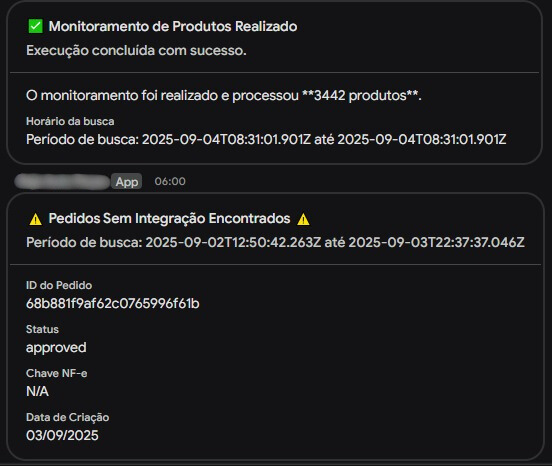 ✅ Monitoramento de Produtos Realizado
Execução concluída com sucesso.
O monitoramento foi realizado e processou **3442 produtos**.
Horário da busca
Período de busca: 2025-09-04T08:31:01.901Z até 2025-09-04T08:31:01.901Z
App 06:00
⚠️ Pedidos Sem Integração Encontrados ⚠️
Período de busca: 2025-09-02T12:50:42.263Z até 2025-09-03T22:37:37.046Z
ID do Pedido
68b881f9af62c0765996f61b
Status
approved
Chave NF-e
N/A
Data de Criação
03/09/2025